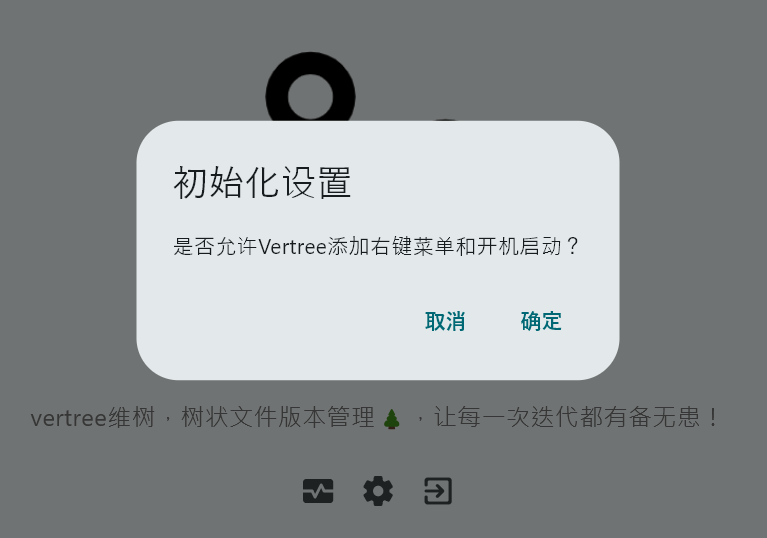 初始化设置
是否允许Vertree添加右键菜单和开机启动？
取消 确定
vertree维树，树状文件版本管理🌲，让每一次迭代都有备无患！